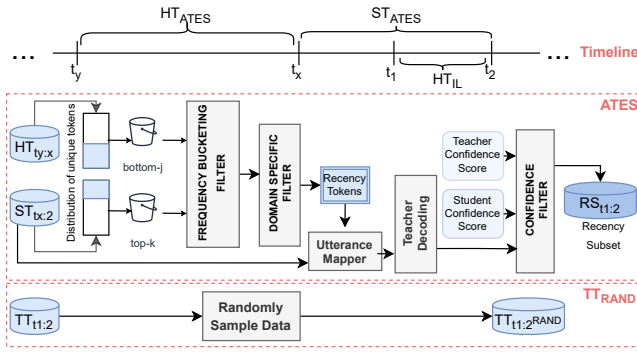 HT_ATES
ST_ATES
... ... Timeline
t_y t_x t_1 t_2
HT_IL
ATES
HT_ty:x
ST_tx:2
Distribution of unique tokens
bottom-j
top-k
FREQUENCY BUCKETING
FILTER
DOMAIN SPECIFIC
FILTER
Recency
Tokens
Utterance
Mapper
Teacher
Decoding
Teacher
Confidence
Score
Student
Confidence
Score
CONFIDENCE
FILTER
RS_t1:2
Recency
Subset
TT_RAND
TT_t1:2
Randomly
Sample Data
TT_t1:2^RAND